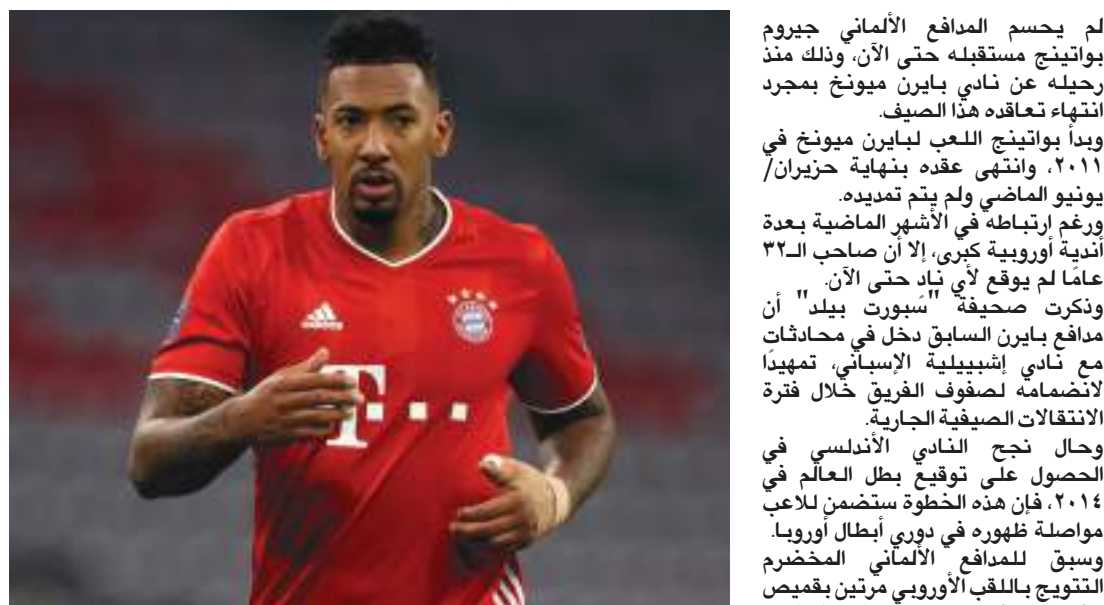 لم يحسم المدافع الألماني جيروم
بواتينج مستقبله حتى الآن، وذلك منذ
رحيله عن نادي بايرن ميونخ بمجرد
انتهاء تعاقده هذا الصيف.
وبدأ بواتينج اللعب لبايرن ميونخ في
٢٠١١، وانتهى عقده بنهاية حزيران/
يونيو الماضي ولم يتم تمديده.
ورغم ارتباطه في الأشهر الماضية بعدة
أندية أوروبية كبرى، إلا أن صاحب الـ٣٢
عامًا لم يوقع لأي ناد حتى الآن.
وذكرت صحيفة "سَبورت بيلد" أن
مدافع بايرن السابق دخل في محادثات
مع نادي إشبيلية الإسباني، تمهيدًا
لانضمامه لصفوف الفريق خلال فترة
الانتقالات الصيفية الجارية.
وحال نجح النادي الأندلسي في
الحصول على توقيع بطل العالم في
٢٠١٤، فإن هذه الخطوة ستضمن للاعب
مواصلة ظهوره في دوري أبطال أوروبا.
وسبق للمدافع الألماني المخضرم
التتويج باللقب الأوروبي مرتين بقميص
adidas
T